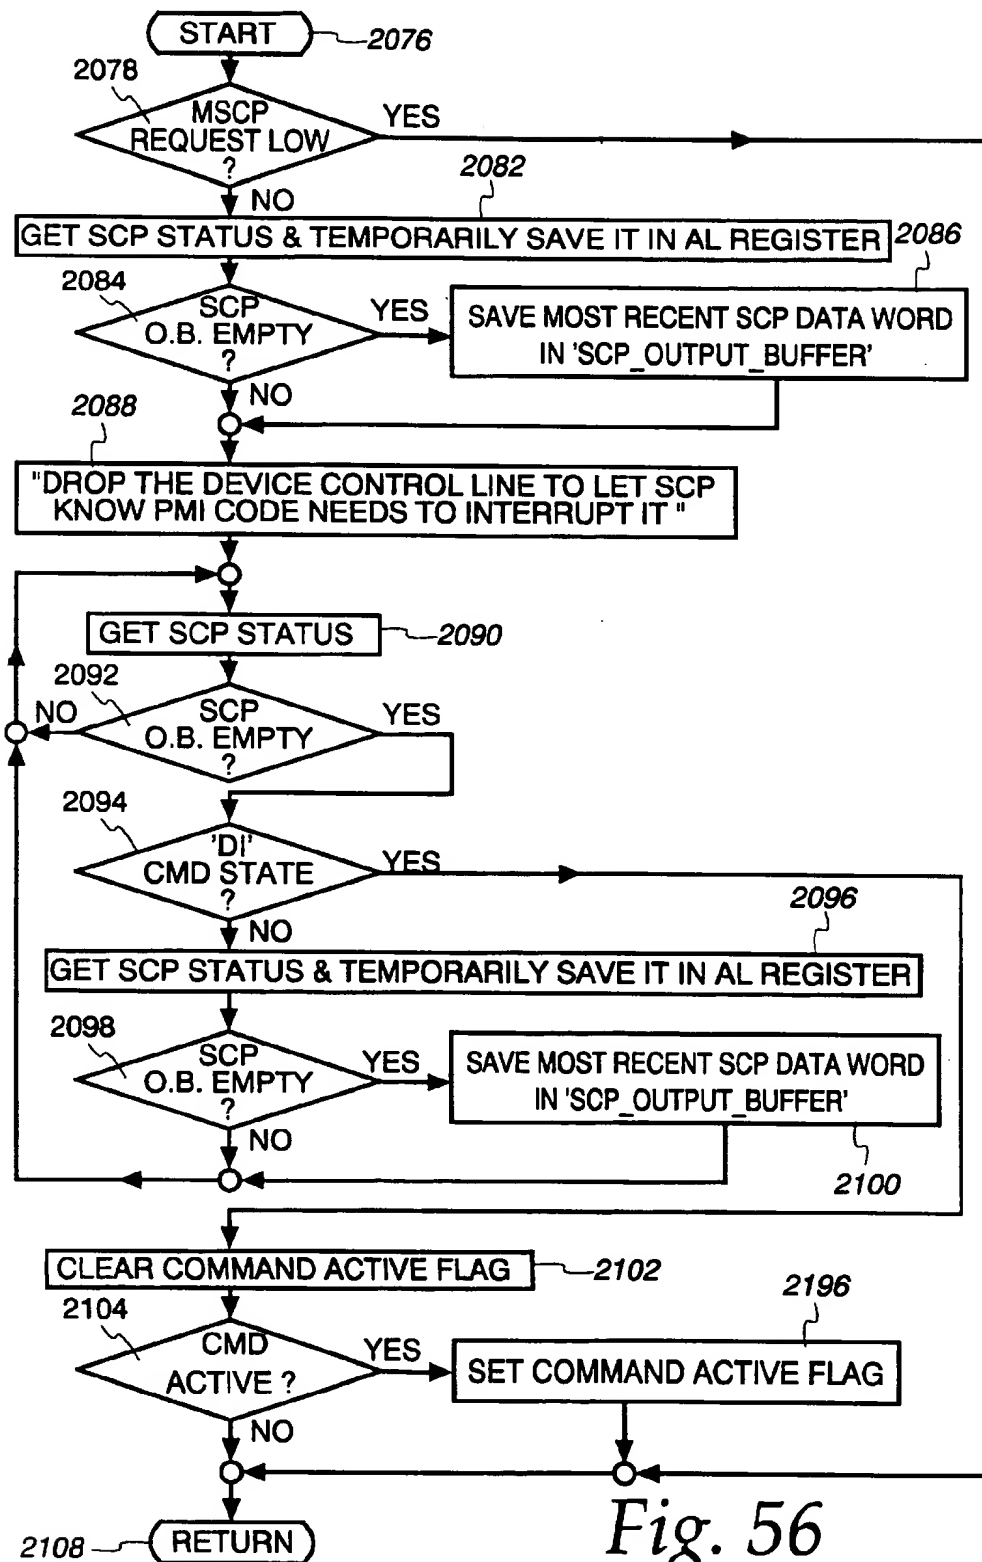 START
2076
2078
MSCP
REQUEST LOW
?
YES
NO
2082
GET SCP STATUS & TEMPORARILY SAVE IT IN AL REGISTER
2086
2084
SCP
O.B. EMPTY
?
YES
SAVE MOST RECENT SCP DATA WORD
IN 'SCP_OUTPUT_BUFFER'
NO
2088
"DROP THE DEVICE CONTROL LINE TO LET SCP
KNOW PMI CODE NEEDS TO INTERRUPT IT "
GET SCP STATUS
2090
2092
NO
SCP
O.B. EMPTY
?
YES
2094
'DI'
CMD STATE
?
YES
NO
2096
GET SCP STATUS & TEMPORARILY SAVE IT IN AL REGISTER
2098
SCP
O.B. EMPTY
?
YES
SAVE MOST RECENT SCP DATA WORD
IN 'SCP_OUTPUT_BUFFER'
NO
2100
CLEAR COMMAND ACTIVE FLAG
2102
2104
CMD
ACTIVE ?
YES
2196
SET COMMAND ACTIVE FLAG
NO
2108
RETURN
Fig. 56